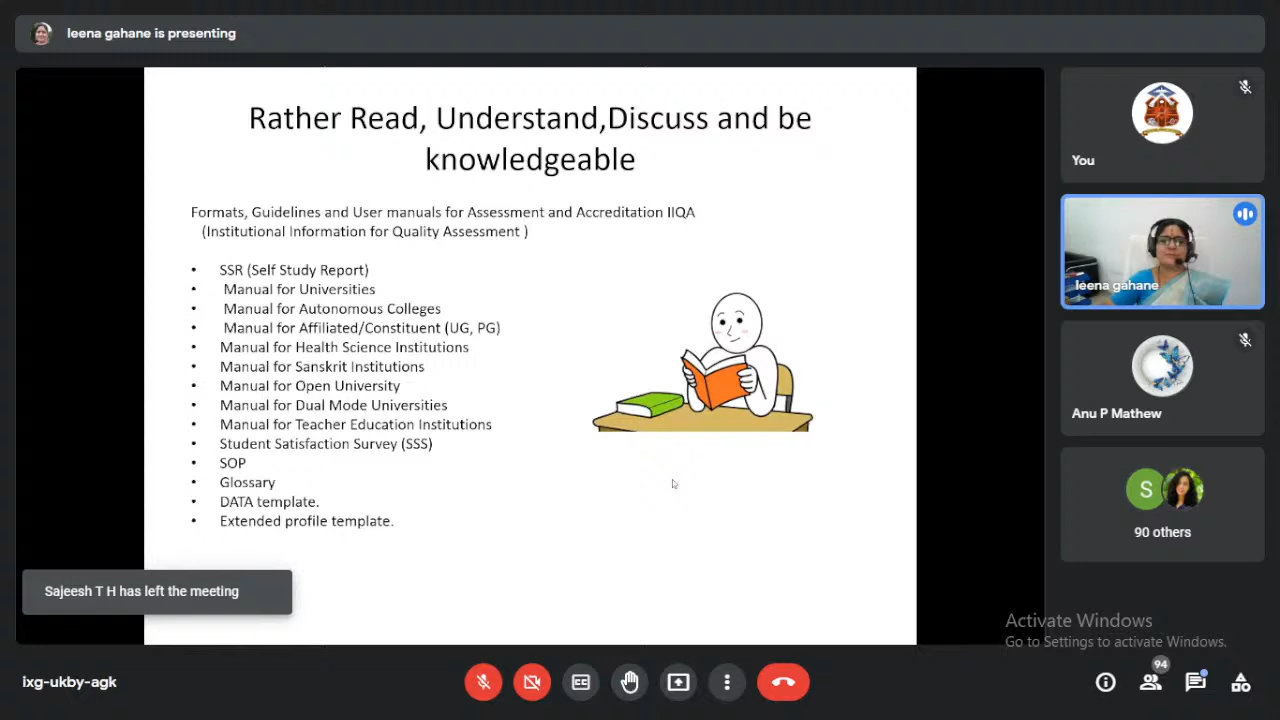 leena gahane is presenting
Rather Read, Understand,Discuss and be
knowledgeable
Formats, Guidelines and User manuals for Assessment and Accreditation IIQA
(Institutional Information for Quality Assessment )
• SSR (Self Study Report)
• Manual for Universities
• Manual for Autonomous Colleges
• Manual for Affiliated/Constituent (UG, PG)
• Manual for Health Science Institutions
• Manual for Sanskrit Institutions
• Manual for Open University
• Manual for Dual Mode Universities
• Manual for Teacher Education Institutions
• Student Satisfaction Survey (SSS)
• SOP
• Glossary
• DATA template.
• Extended profile template.
Sajeesh T H has left the meeting
You
leena gahane
Anu P Mathew
S
90 others
Activate Windows
Go to Settings to activate Windows.
ixg-ukby-agk
CC
94